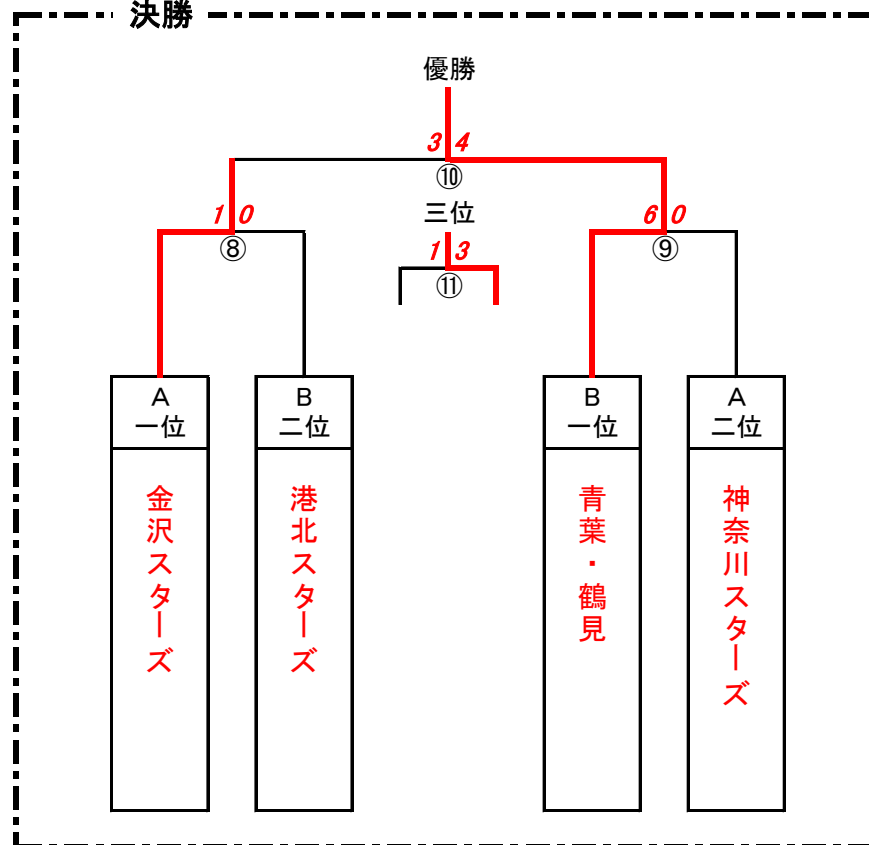 決勝
優勝
3 4
⑩
1 0
⑧
三位
1 3
⑪
6 0
⑨
A
一位
B
二位
B
一位
A
二位
金沢スターズ
港北スターズ
青葉・鶴見
神奈川スターズ